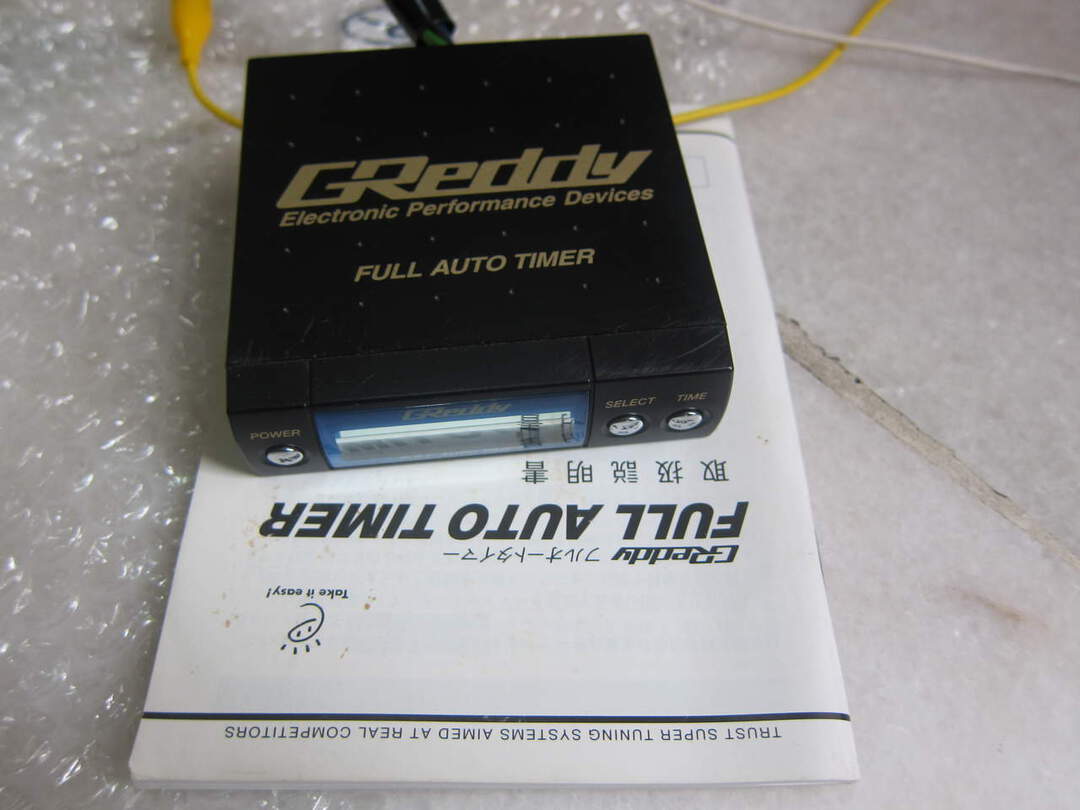 GReddy
Electronic Performance Devices
FULL AUTO TIMER
GReddy
POWER
SELECT
TIME
TRUST SUPER TUNING SYSTEMS AIMED AT REAL COMPETITORS
Take it easy!
GReddy フルオートタイマー
FULL AUTO TIMER
取扱説明書